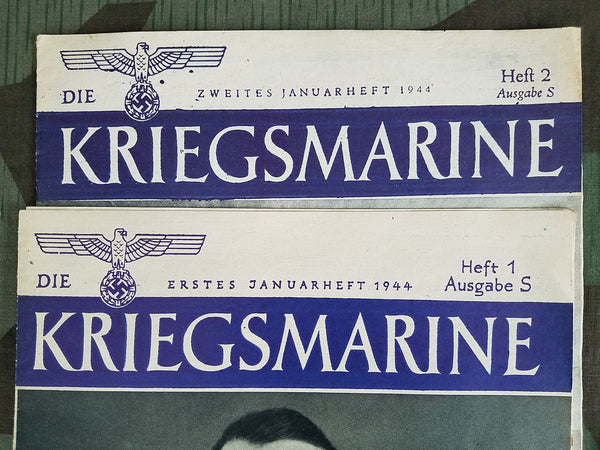 ZWEITES JANUARHEFT 1944
Heft 2
Ausgabe S
DIE
KRIEGSMARINE
ERSTES JANUARHEFT 1944
Heft 1
Ausgabe S
DIE
KRIEGSMARINE